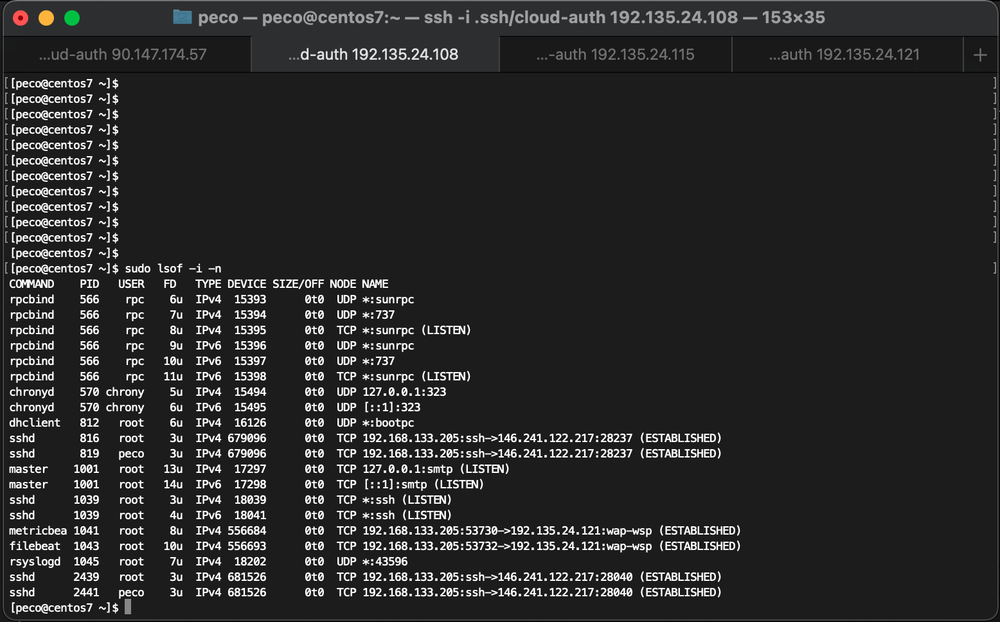 peco — peco@centos7:~ — ssh -i .ssh/cloud-auth 192.135.24.108 — 153×35
...ud-auth 90.147.174.57 ...d-auth 192.135.24.108 ...-auth 192.135.24.115 ...auth 192.135.24.121 +
[[peco@centos7 ~]$ ]
[[peco@centos7 ~]$ ]
[[peco@centos7 ~]$ ]
[[peco@centos7 ~]$ ]
[[peco@centos7 ~]$ ]
[[peco@centos7 ~]$ ]
[[peco@centos7 ~]$ ]
[[peco@centos7 ~]$ ]
[[peco@centos7 ~]$ ]
[[peco@centos7 ~]$ ]
[[peco@centos7 ~]$ ]
[peco@centos7 ~]$
[[peco@centos7 ~]$ sudo lsof -i -n ]
COMMAND PID USER FD TYPE DEVICE SIZE/OFF NODE NAME
rpcbind 566 rpc 6u IPv4 15393 0t0 UDP *:sunrpc
rpcbind 566 rpc 7u IPv4 15394 0t0 UDP *:737
rpcbind 566 rpc 8u IPv4 15395 0t0 TCP *:sunrpc (LISTEN)
rpcbind 566 rpc 9u IPv6 15396 0t0 UDP *:sunrpc
rpcbind 566 rpc 10u IPv6 15397 0t0 UDP *:737
rpcbind 566 rpc 11u IPv6 15398 0t0 TCP *:sunrpc (LISTEN)
chronyd 570 chrony 5u IPv4 15494 0t0 UDP 127.0.0.1:323
chronyd 570 chrony 6u IPv6 15495 0t0 UDP [::1]:323
dhclient 812 root 6u IPv4 16126 0t0 UDP *:bootpc
sshd 816 root 3u IPv4 679096 0t0 TCP 192.168.133.205:ssh->146.241.122.217:28237 (ESTABLISHED)
sshd 819 peco 3u IPv4 679096 0t0 TCP 192.168.133.205:ssh->146.241.122.217:28237 (ESTABLISHED)
master 1001 root 13u IPv4 17297 0t0 TCP 127.0.0.1:smtp (LISTEN)
master 1001 root 14u IPv6 17298 0t0 TCP [::1]:smtp (LISTEN)
sshd 1039 root 3u IPv4 18039 0t0 TCP *:ssh (LISTEN)
sshd 1039 root 4u IPv6 18041 0t0 TCP *:ssh (LISTEN)
metricbea 1041 root 8u IPv4 556684 0t0 TCP 192.168.133.205:53730->192.135.24.121:wap-wsp (ESTABLISHED)
filebeat 1043 root 10u IPv4 556693 0t0 TCP 192.168.133.205:53732->192.135.24.121:wap-wsp (ESTABLISHED)
rsyslogd 1045 root 7u IPv4 18202 0t0 UDP *:43596
sshd 2439 root 3u IPv4 681526 0t0 TCP 192.168.133.205:ssh->146.241.122.217:28040 (ESTABLISHED)
sshd 2441 peco 3u IPv4 681526 0t0 TCP 192.168.133.205:ssh->146.241.122.217:28040 (ESTABLISHED)
[peco@centos7 ~]$